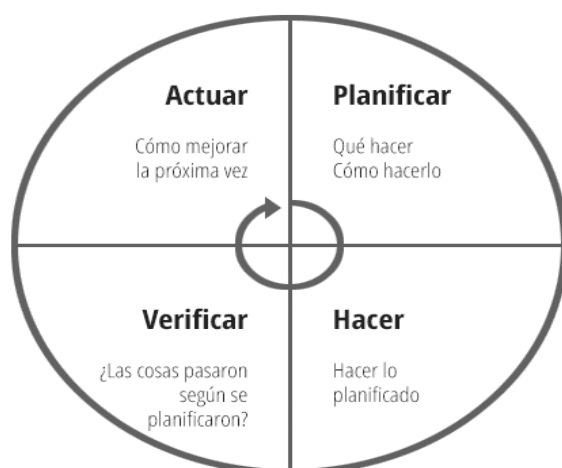 Actuar
Cómo mejorar
la próxima vez
Planificar
Qué hacer
Cómo hacerlo
Verificar
¿Las cosas pasaron
según se
planificaron?
Hacer
Hacer lo
planificado